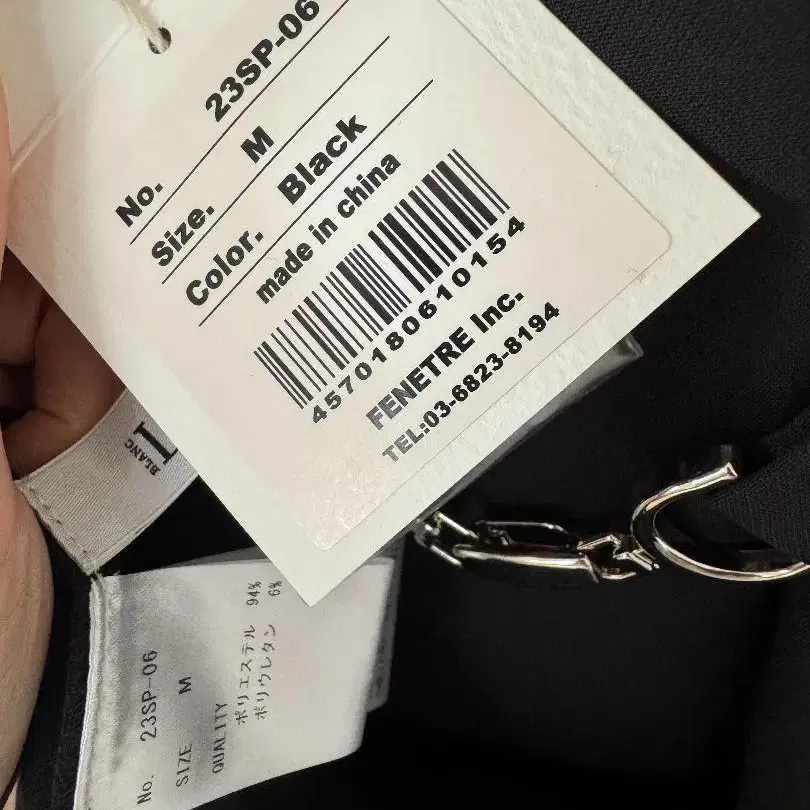 No. 23SP-06
Size. M
Color. Black
made in china
4570180610154
FENETRE Inc.
TEL:03-6823-8194
BLANC
No. 23SP-06
SIZE M
QUALITY
ポリエステル 94%
ポリウレタン 6%